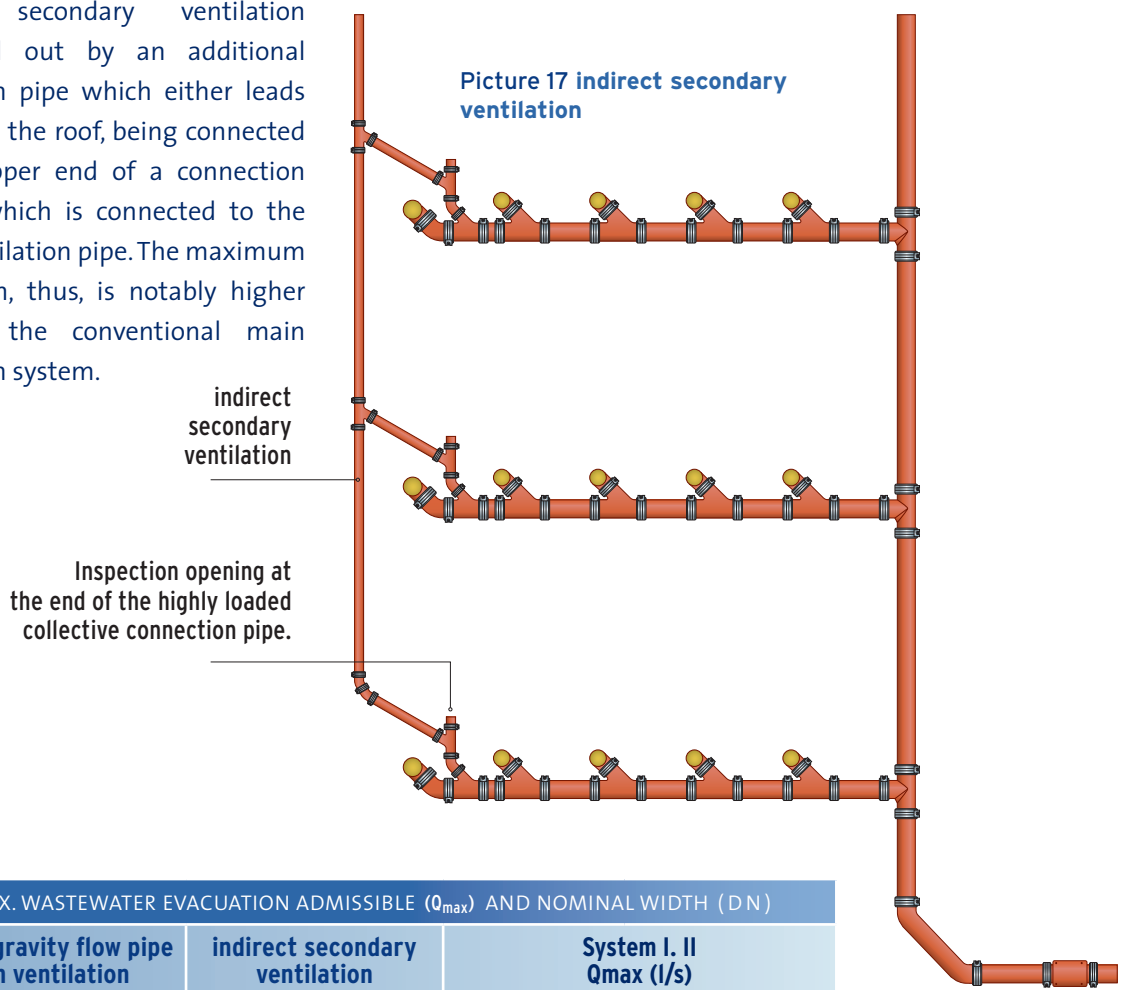 secondary ventilation
out by an additional
pipe which either leads
the roof, being connected
end of a connection
which is connected to the
pipe. The maximum
thus, is notably higher
the conventional main
system.
Picture 17 indirect secondary
ventilation
indirect
secondary
ventilation
Inspection opening at
the end of the highly loaded
collective connection pipe.
X. WASTEWATER EVACUATION ADMISSIBLE (Qmax) AND NOMINAL WIDTH (DN)
gravity flow pipe
ventilation
indirect secondary
ventilation
System I. II
Qmax (l/s)